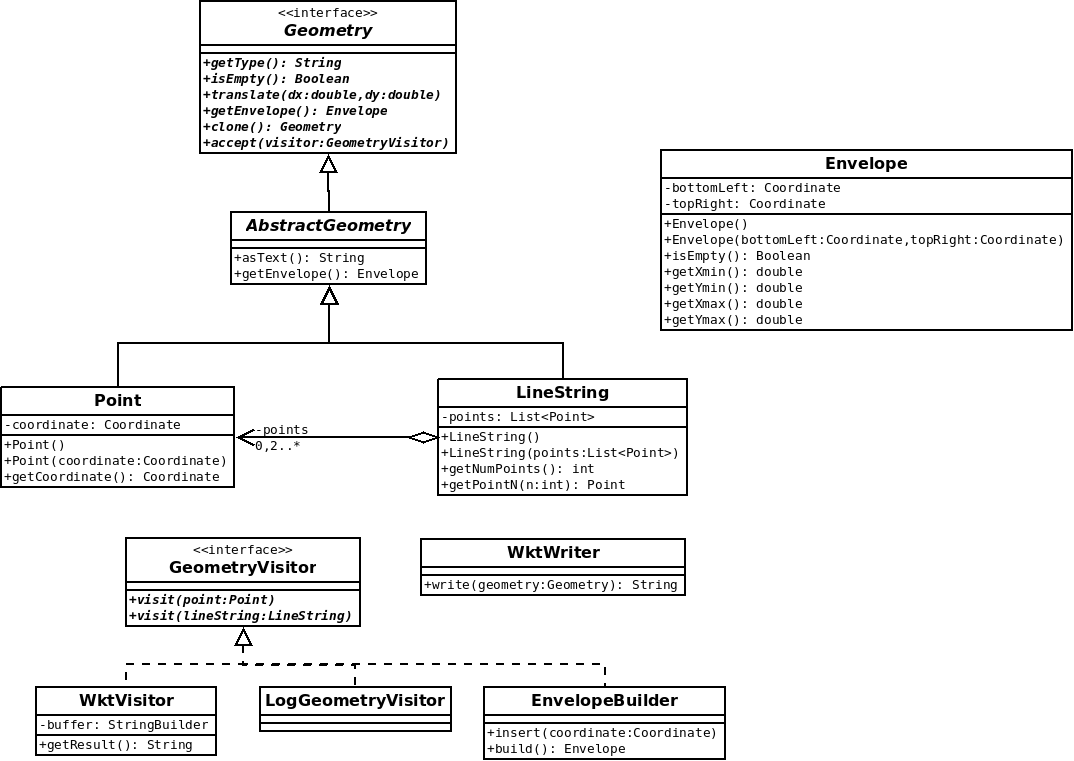 <<interface>>
Geometry
+getType(): String
+isEmpty(): Boolean
+translate(dx:double,dy:double)
+getEnvelope(): Envelope
+clone(): Geometry
+accept(visitor:GeometryVisitor)
Envelope
-bottomLeft: Coordinate
-topRight: Coordinate
+Envelope()
+Envelope(bottomLeft:Coordinate,topRight:Coordinate)
+isEmpty(): Boolean
+getXmin(): double
+getYmin(): double
+getXmax(): double
+getYmax(): double
AbstractGeometry
+asText(): String
+getEnvelope(): Envelope
Point
-coordinate: Coordinate
+Point()
+Point(coordinate:Coordinate)
+getCoordinate(): Coordinate
-points
0,2..*
LineString
-points: List<Point>
+LineString()
+LineString(points:List<Point>)
+getNumPoints(): int
+getPointN(n:int): Point
<<interface>>
GeometryVisitor
+visit(point:Point)
+visit(lineString:LineString)
WktWriter
+write(geometry:Geometry): String
WktVisitor
-buffer: StringBuilder
+getResult(): String
LogGeometryVisitor
EnvelopeBuilder
+insert(coordinate:Coordinate)
+build(): Envelope